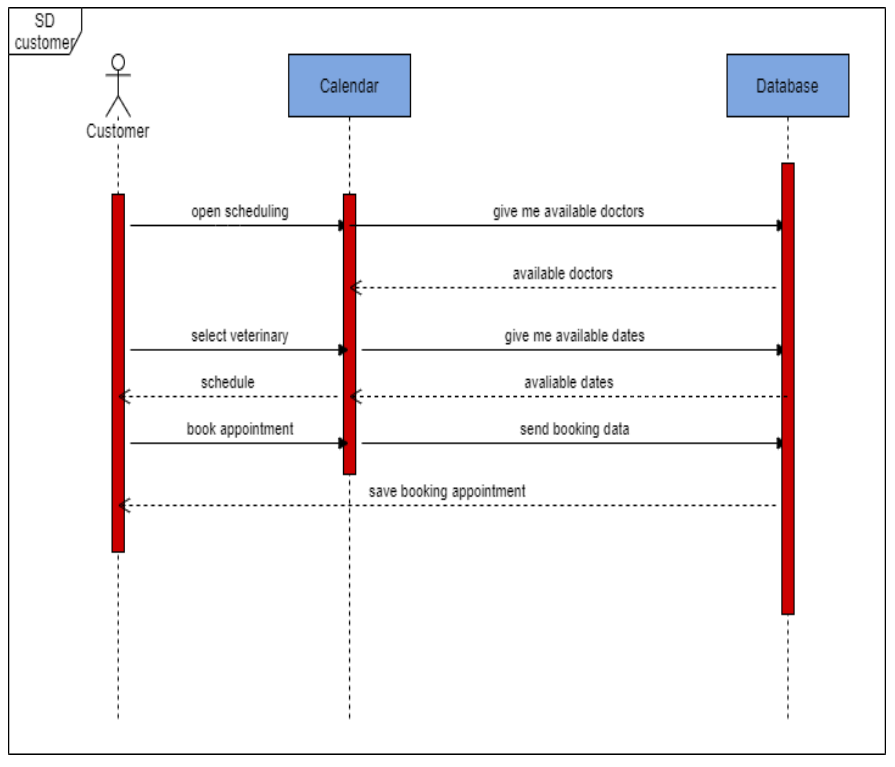 SD
customer
Customer
Calendar
Database
open scheduling
give me available doctors
available doctors
select veterinary
give me available dates
schedule
avaliable dates
book appointment
send booking data
save booking appointment